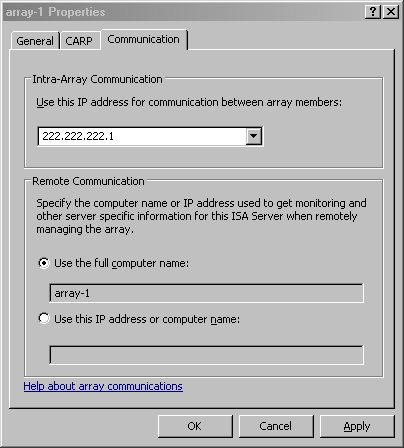 array-1 Properties
General CARP Communication
Intra-Array Communication
Use this IP address for communication between array members:
222.222.222.1
Remote Communication
Specify the computer name or IP address used to get monitoring and
other server specific information for this ISA Server when remotely
managing the array.
Use the full computer name:
array-1
Use this IP address or computer name:
Help about array communications
OK Cancel Apply